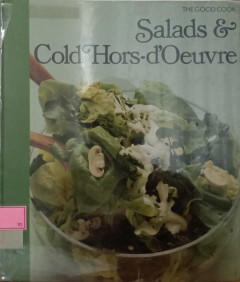 THE GOOD COOK
Salads &
Cold Hors-d'Oeuvre